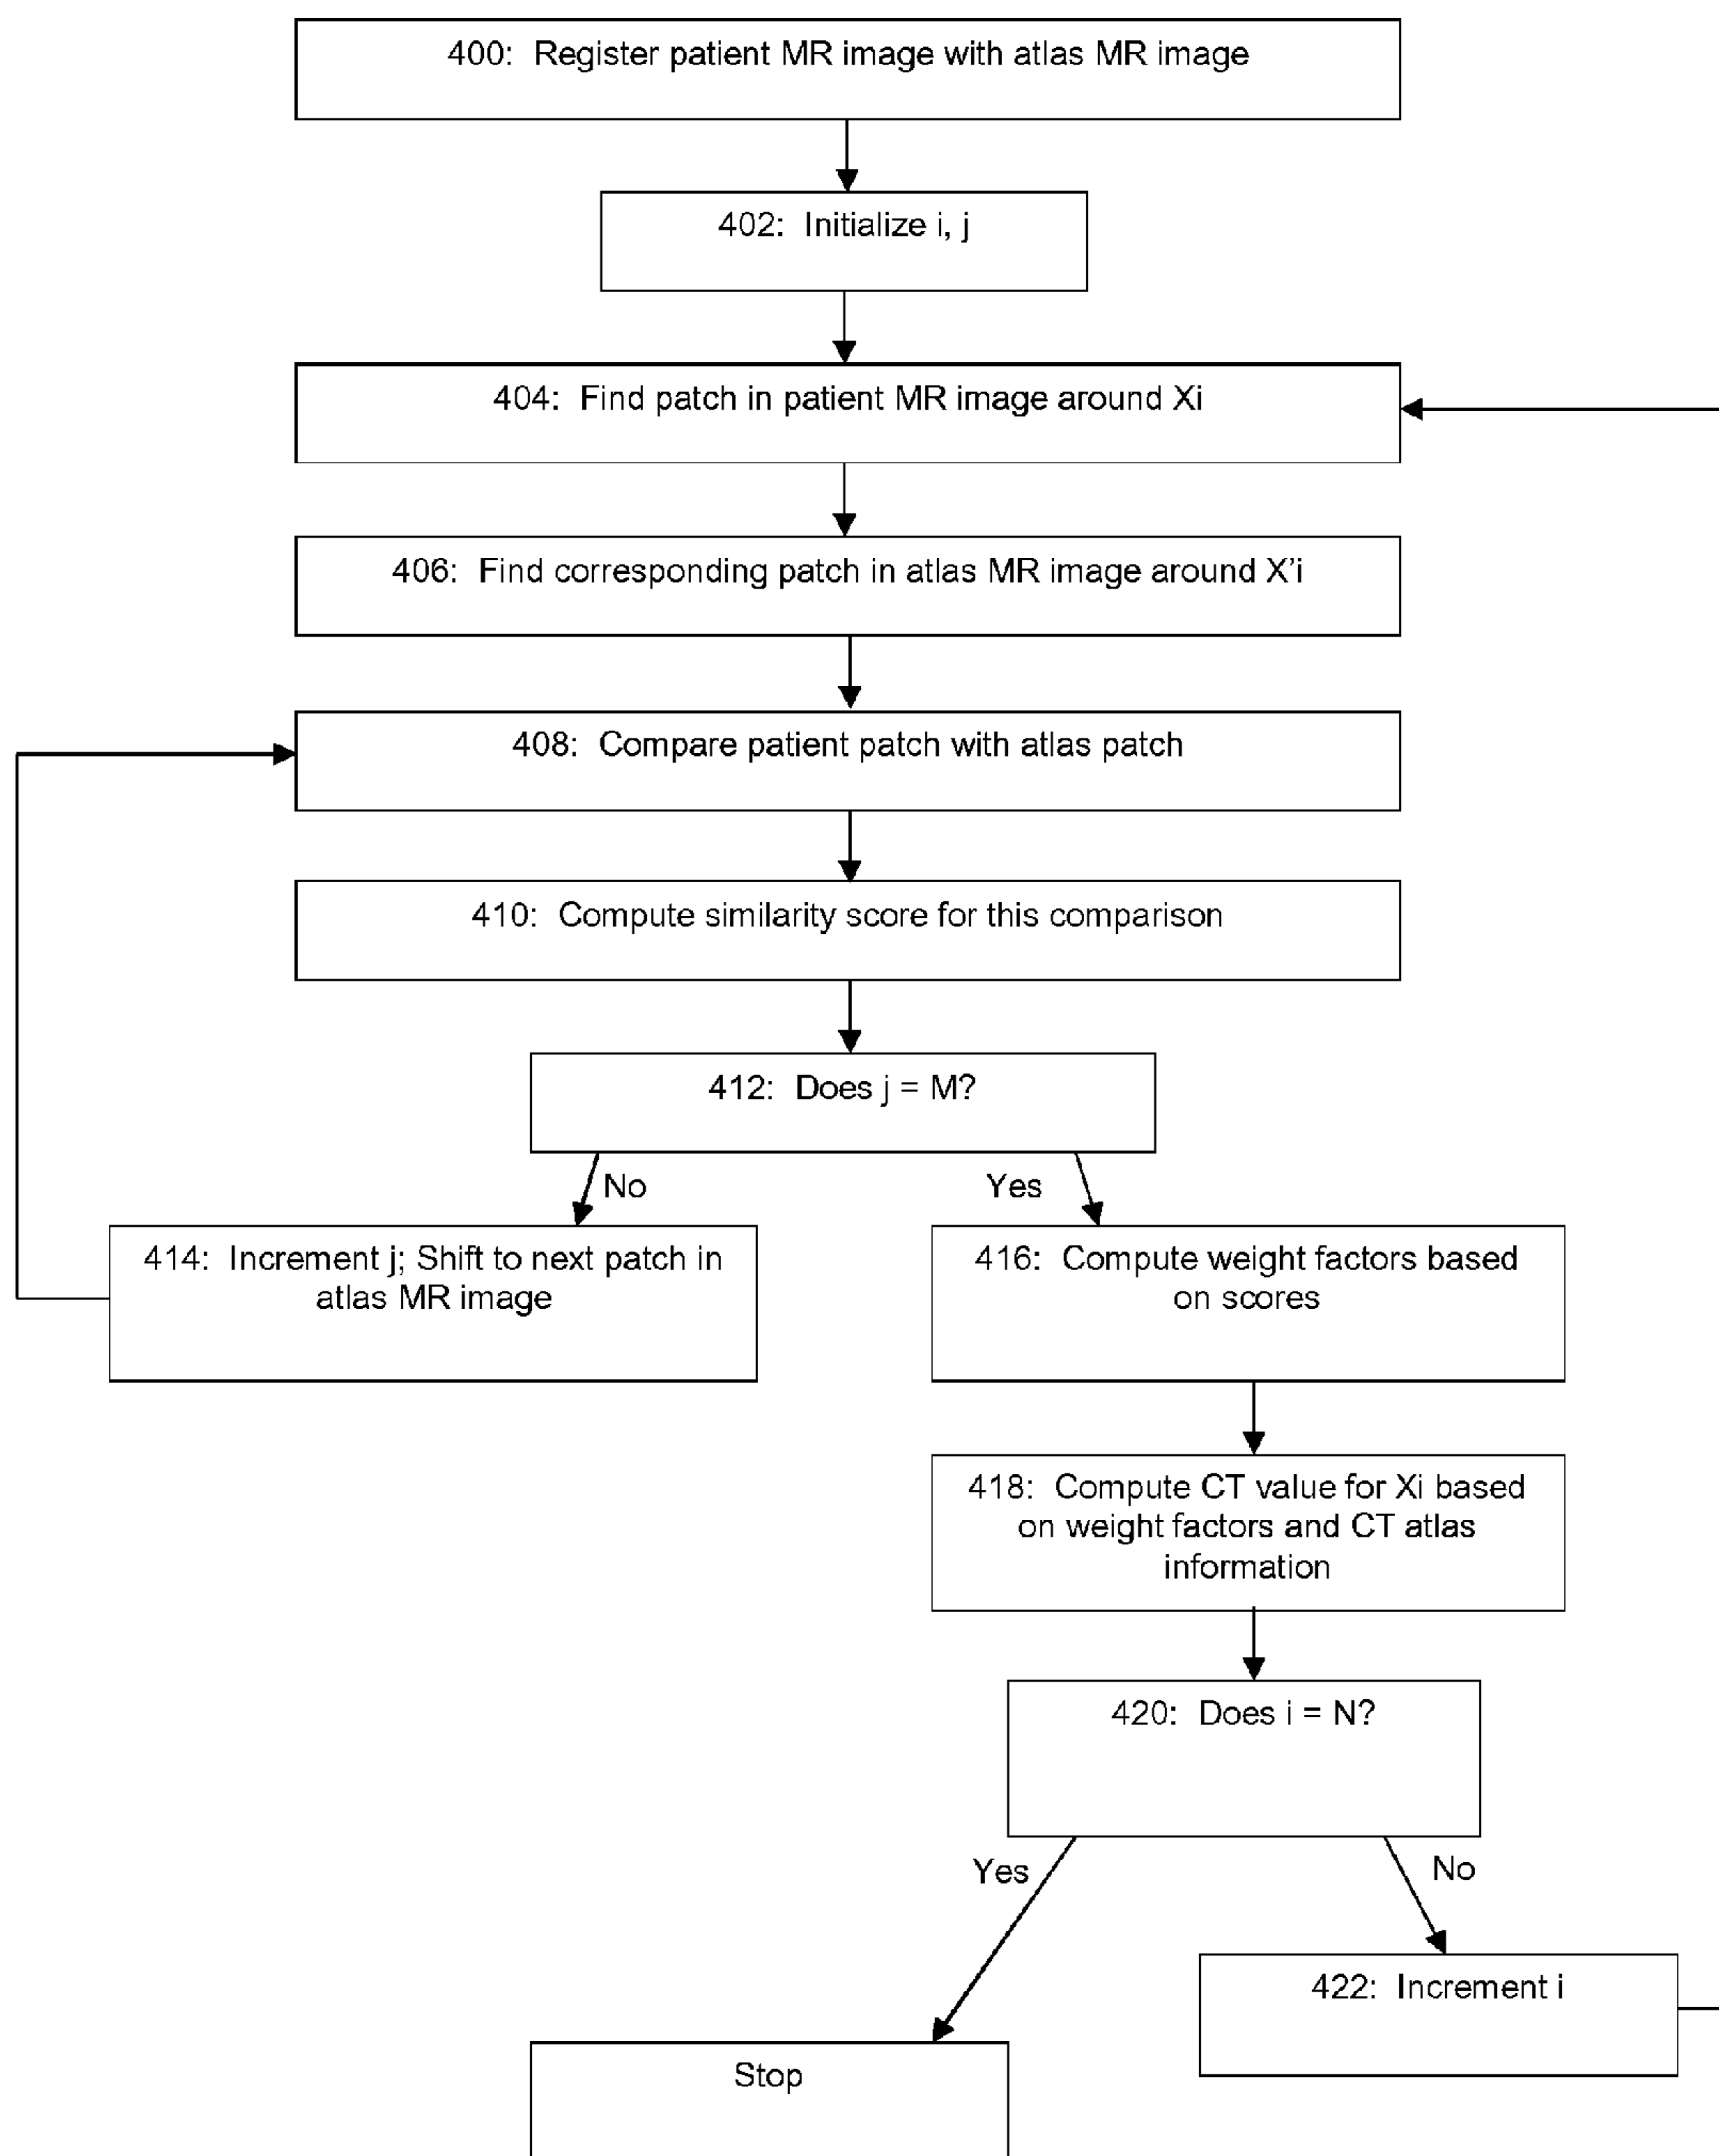 400: Register patient MR image with atlas MR image
402: Initialize i, j
404: Find patch in patient MR image around Xi
406: Find corresponding patch in atlas MR image around X’i
408: Compare patient patch with atlas patch
410: Compute similarity score for this comparison
412: Does j = M?
No
Yes
414: Increment j; Shift to next patch in
atlas MR image
416: Compute weight factors based
on scores
418: Compute CT value for Xi based
on weight factors and CT atlas
information
420: Does i = N?
Yes
No
422: Increment i
Stop